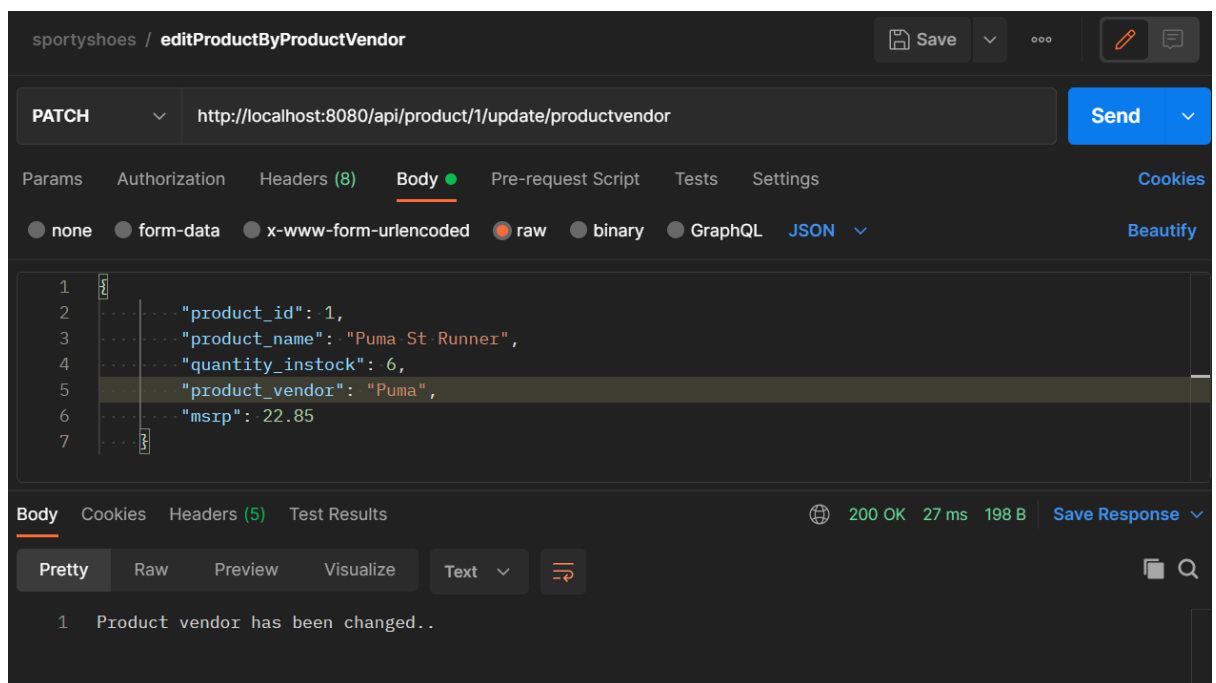 sportyshoes / editProductByProductVendor Save ooo
PATCH http://localhost:8080/api/product/1/update/productvendor Send
Params Authorization Headers (8) Body Pre-request Script Tests Settings Cookies
none form-data x-www-form-urlencoded raw binary GraphQL JSON Beautify
1 {
2 "product_id": 1,
3 "product_name": "Puma St Runner",
4 "quantity_instock": 6,
5 "product_vendor": "Puma",
6 "msrp": 22.85
7 }
Body Cookies Headers (5) Test Results 200 OK 27 ms 198 B Save Response
Pretty Raw Preview Visualize Text
1 Product vendor has been changed..